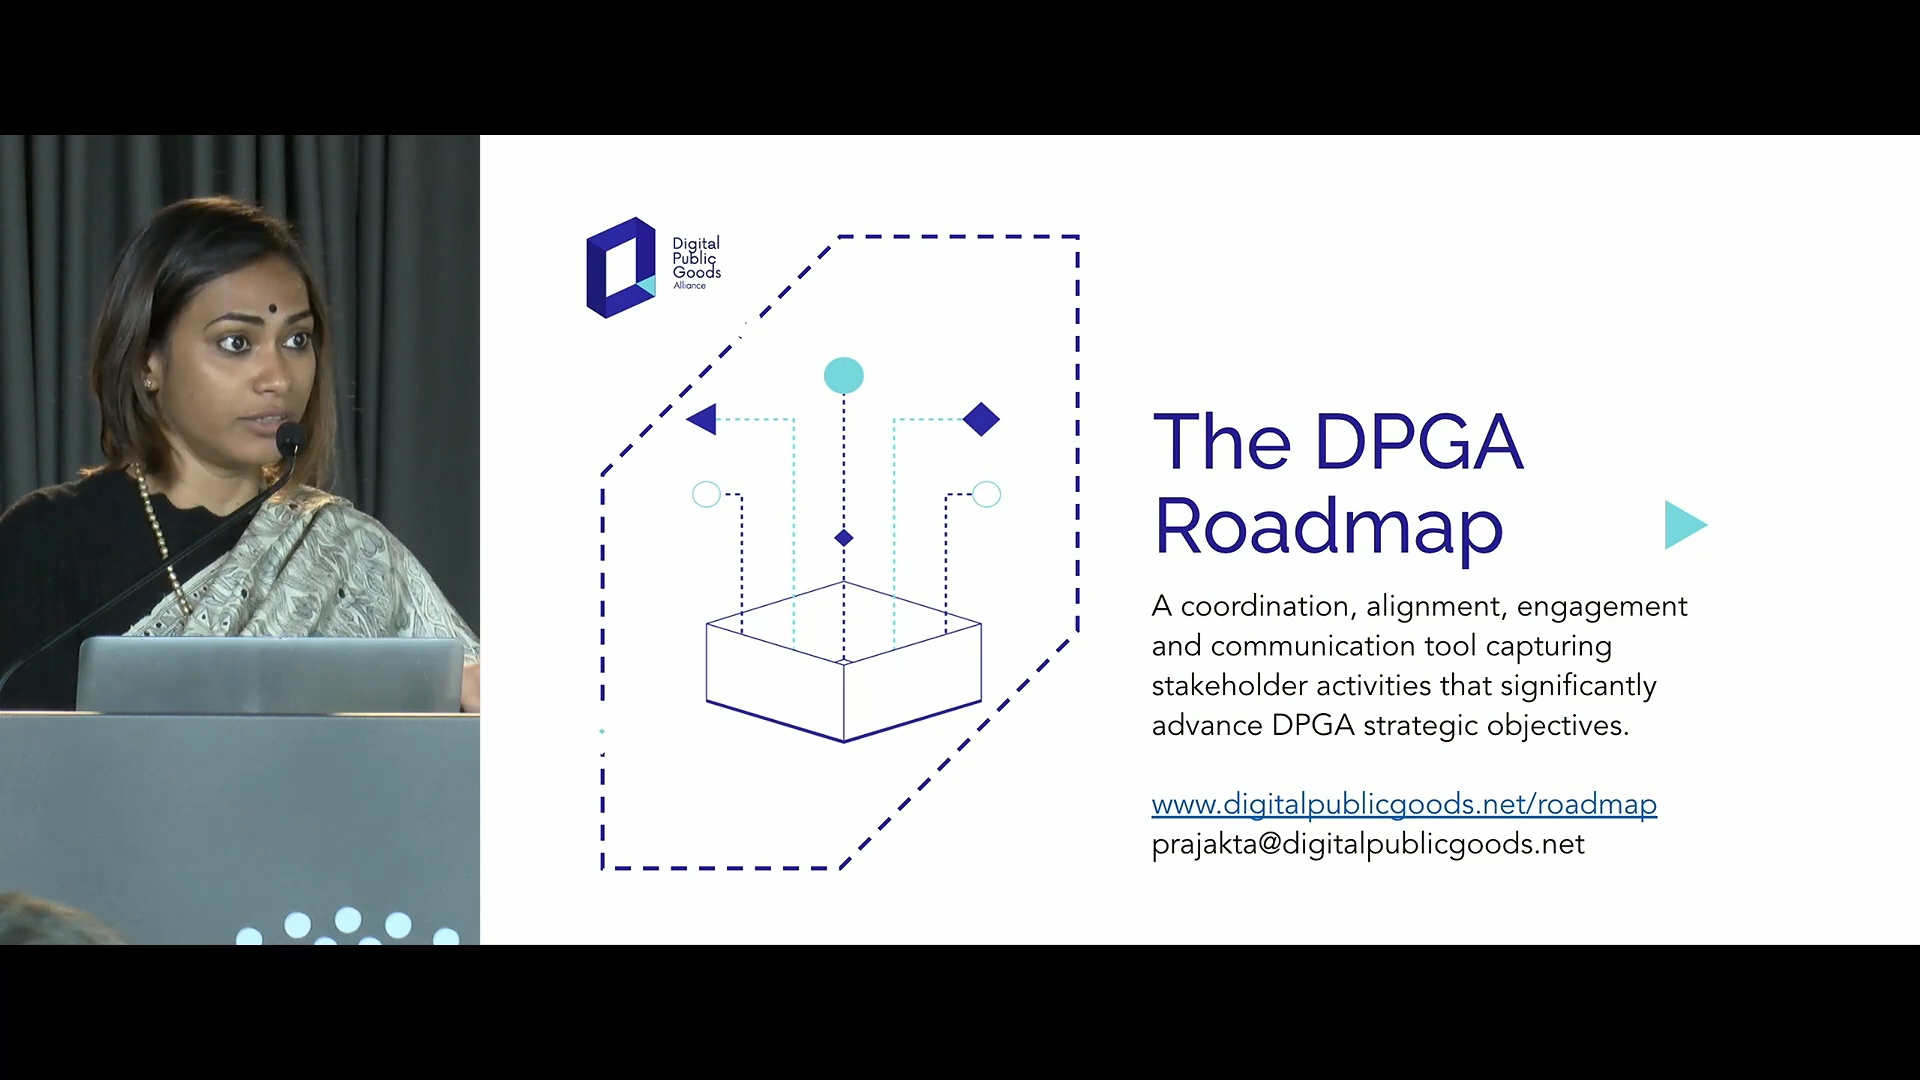 Digital
Public
Goods
Alliance
The DPGA
Roadmap
A coordination, alignment, engagement
and communication tool capturing
stakeholder activities that significantly
advance DPGA strategic objectives.
www.digitalpublicgoods.net/roadmap
prajakta@digitalpublicgoods.net